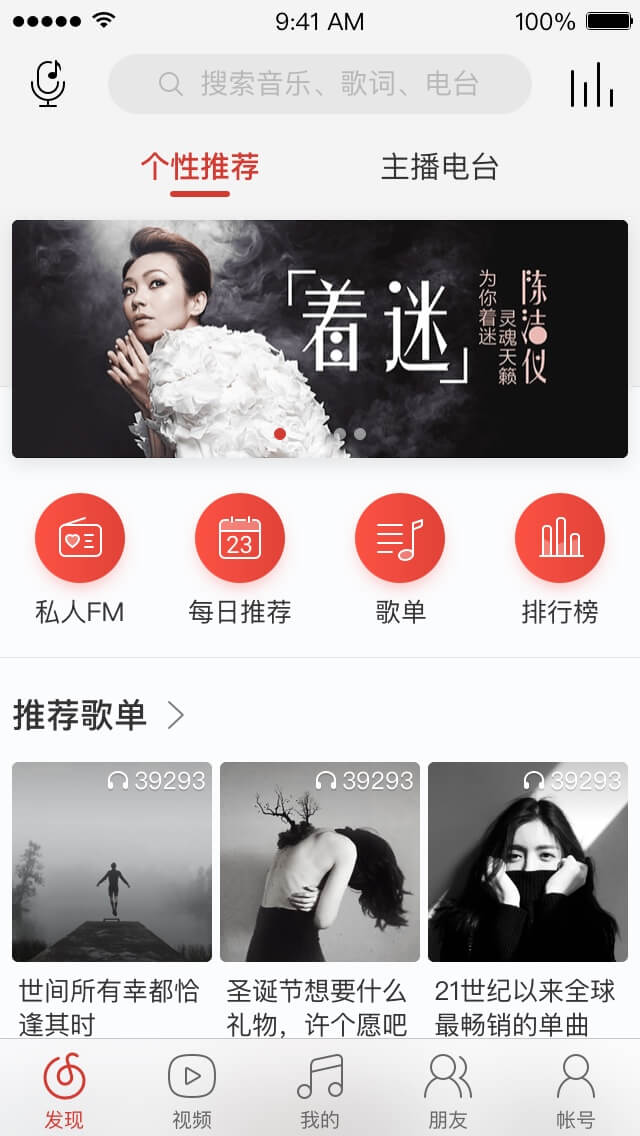 9:41 AM
100%
搜索音乐、歌词、电台
个性推荐
主播电台
「着迷」
为你着迷
灵魂天籁
陈洁仪
23
私人FM
每日推荐
歌单
排行榜
推荐歌单
39293
39293
39293
世间所有幸都恰
逢其时
圣诞节想要什么
礼物，许个愿吧
21世纪以来全球
最畅销的单曲
发现
视频
我的
朋友
帐号